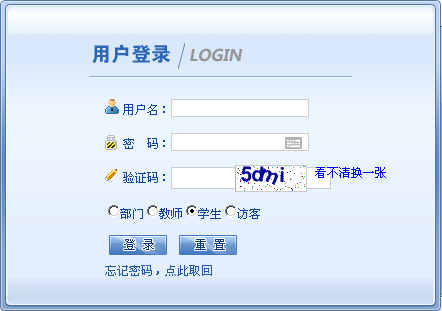 用户登录 LOGIN
用户名：
密　码：
验证码： 5dmi 看不清换一张
部门 教师 学生 访客
登 录 重 置
忘记密码，点此取回